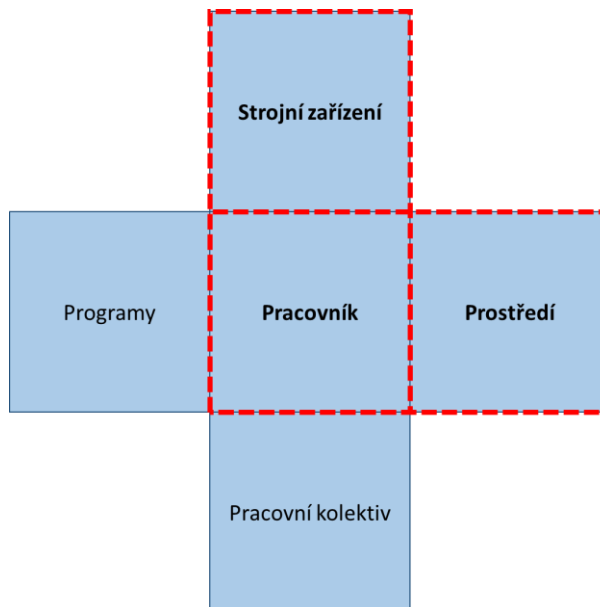 Strojní zařízení
Programy
Pracovník
Prostředí
Pracovní kolektiv